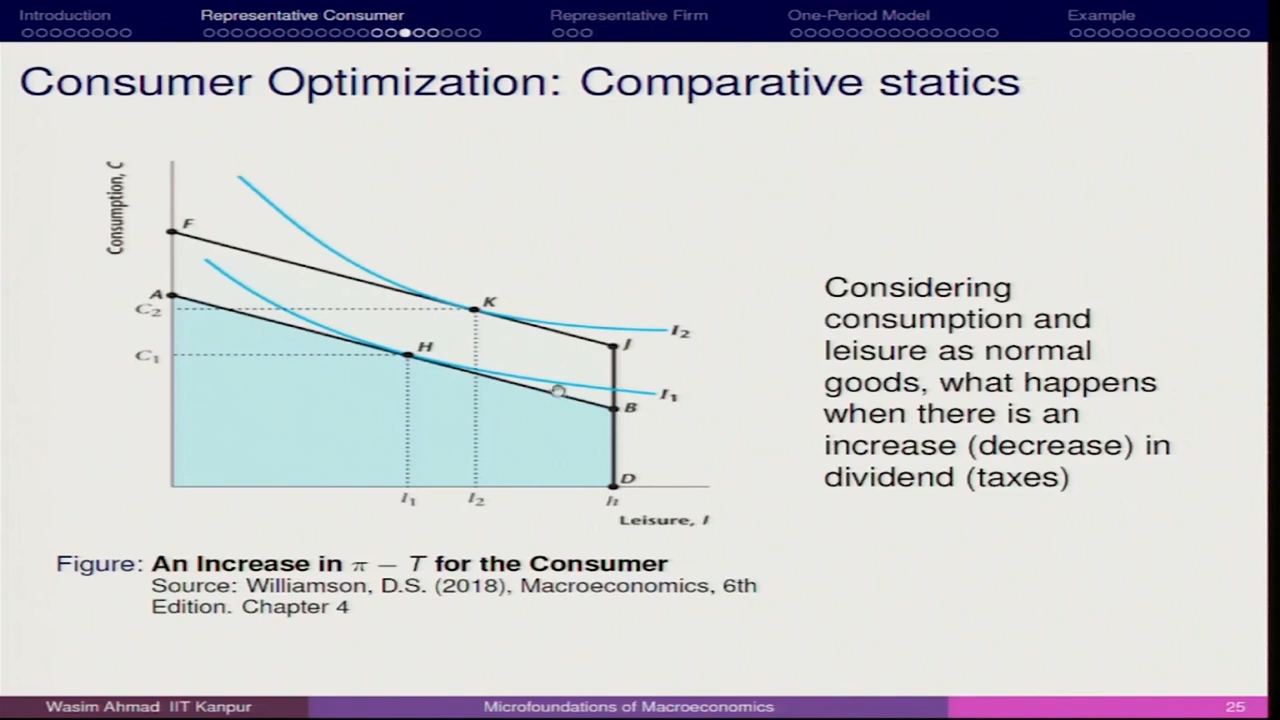 Introduction
Representative Consumer
Representative Firm
One-Period Model
Example
Consumer Optimization: Comparative statics
Consumption, C
F
A
C2
C1
K
H
J
I2
I1
B
D
l1
l2
h
Leisure, l
Considering
consumption and
leisure as normal
goods, what happens
when there is an
increase (decrease) in
dividend (taxes)
Figure: An Increase in π − T for the Consumer
Source: Williamson, D.S. (2018), Macroeconomics, 6th
Edition. Chapter 4
Wasim Ahmad IIT Kanpur
Microfoundations of Macroeconomics
25